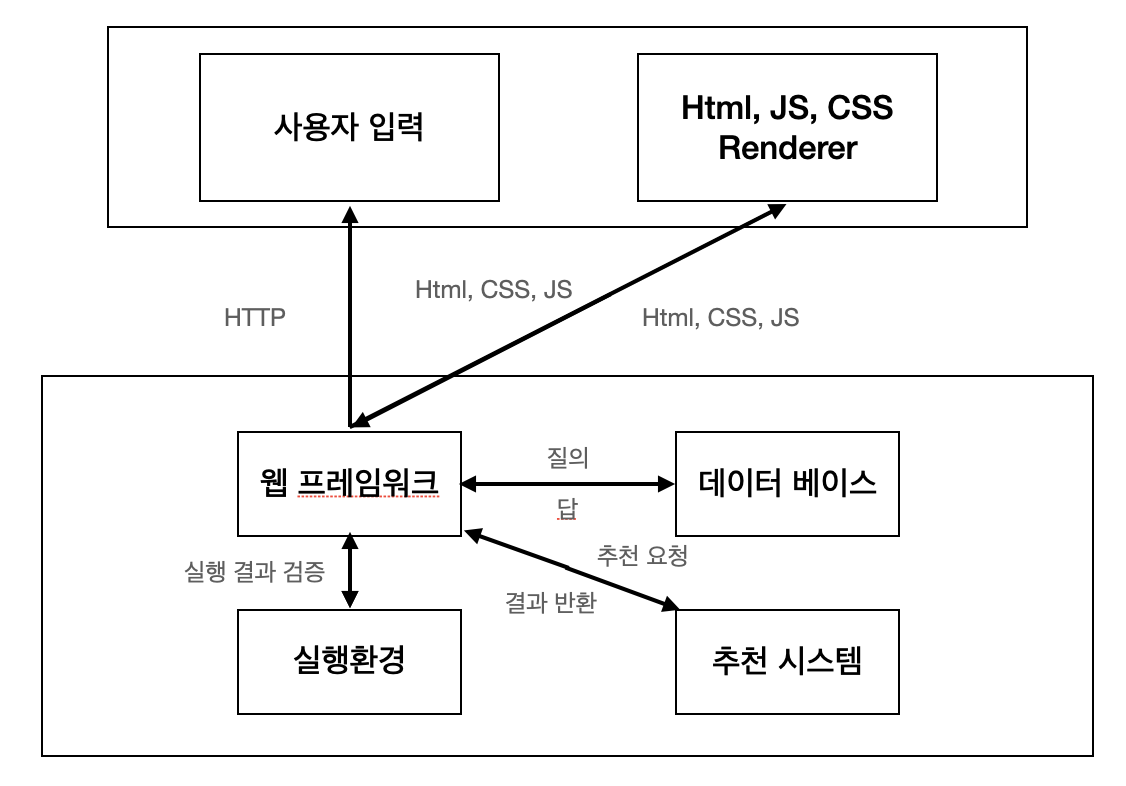 사용자 입력
Html, JS, CSS
Renderer
Html, CSS, JS
HTTP
Html, CSS, JS
웹 프레임워크
질의
답
데이터 베이스
추천 요청
실행 결과 검증
결과 반환
실행환경
추천 시스템